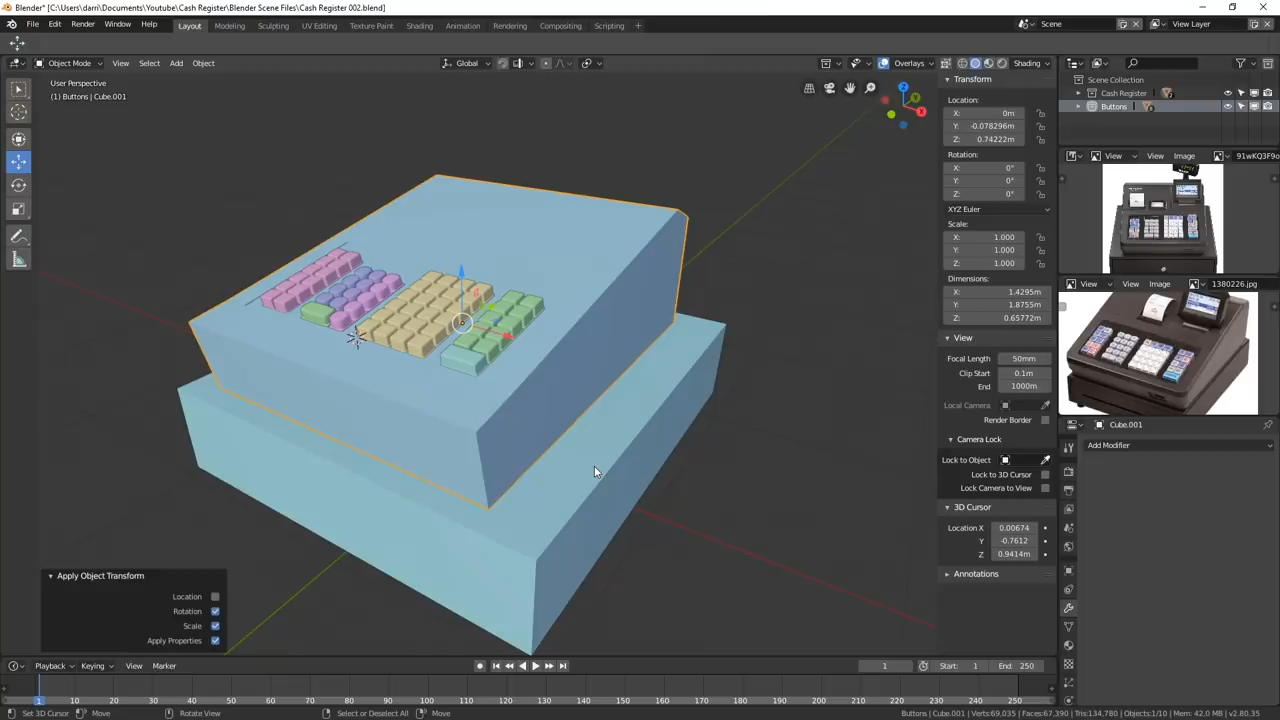 Blender* [C:\Users\darri\Documents\Youtube\Cash Register\Blender Scene Files\Cash Register 002.blend]
File Edit Render Window Help Layout Modeling Sculpting UV Editing Texture Paint Shading Animation Rendering Compositing Scripting + Scene View Layer
Object Mode View Select Add Object Global Overlays Shading
User Perspective
(1) Buttons | Cube.001
Transform
Location:
X: 0m
Y: -0.078296m
Z: 0.74222m
Rotation:
X: 0°
Y: 0°
Z: 0°
XYZ Euler
Scale:
X: 1.000
Y: 1.000
Z: 1.000
Dimensions:
X: 1.4295m
Y: 1.8755m
Z: 0.65772m
View
Focal Length 50mm
Clip Start 0.1m
End 1000m
Local Camera
Render Border
Camera Lock
Lock to Object
Lock to 3D Cursor
Lock Camera to View
3D Cursor
Location X 0.00674
Y -0.7612
Z 0.9414m
Annotations
Scene Collection
Cash Register
Buttons
View View Image 91wKQ3F9o
View View Image 1380226.jpg
Cube.001
Add Modifier
Apply Object Transform
Location
Rotation
Scale
Apply Properties
Playback Keying View Marker 1 Start: 1 End: 250
1 10 20 30 40 50 60 70 80 90 100 110 120 130 140 150 160 170 180 190 200 210 220 230 240 250
Set 3D Cursor Move Rotate View Select or Deselect All Move Buttons | Cube.001 | Verts:69,035 | Faces:67,390 | Tris:134,780 | Objects:1/10 | Mem: 42.0 MB | v2.80.35